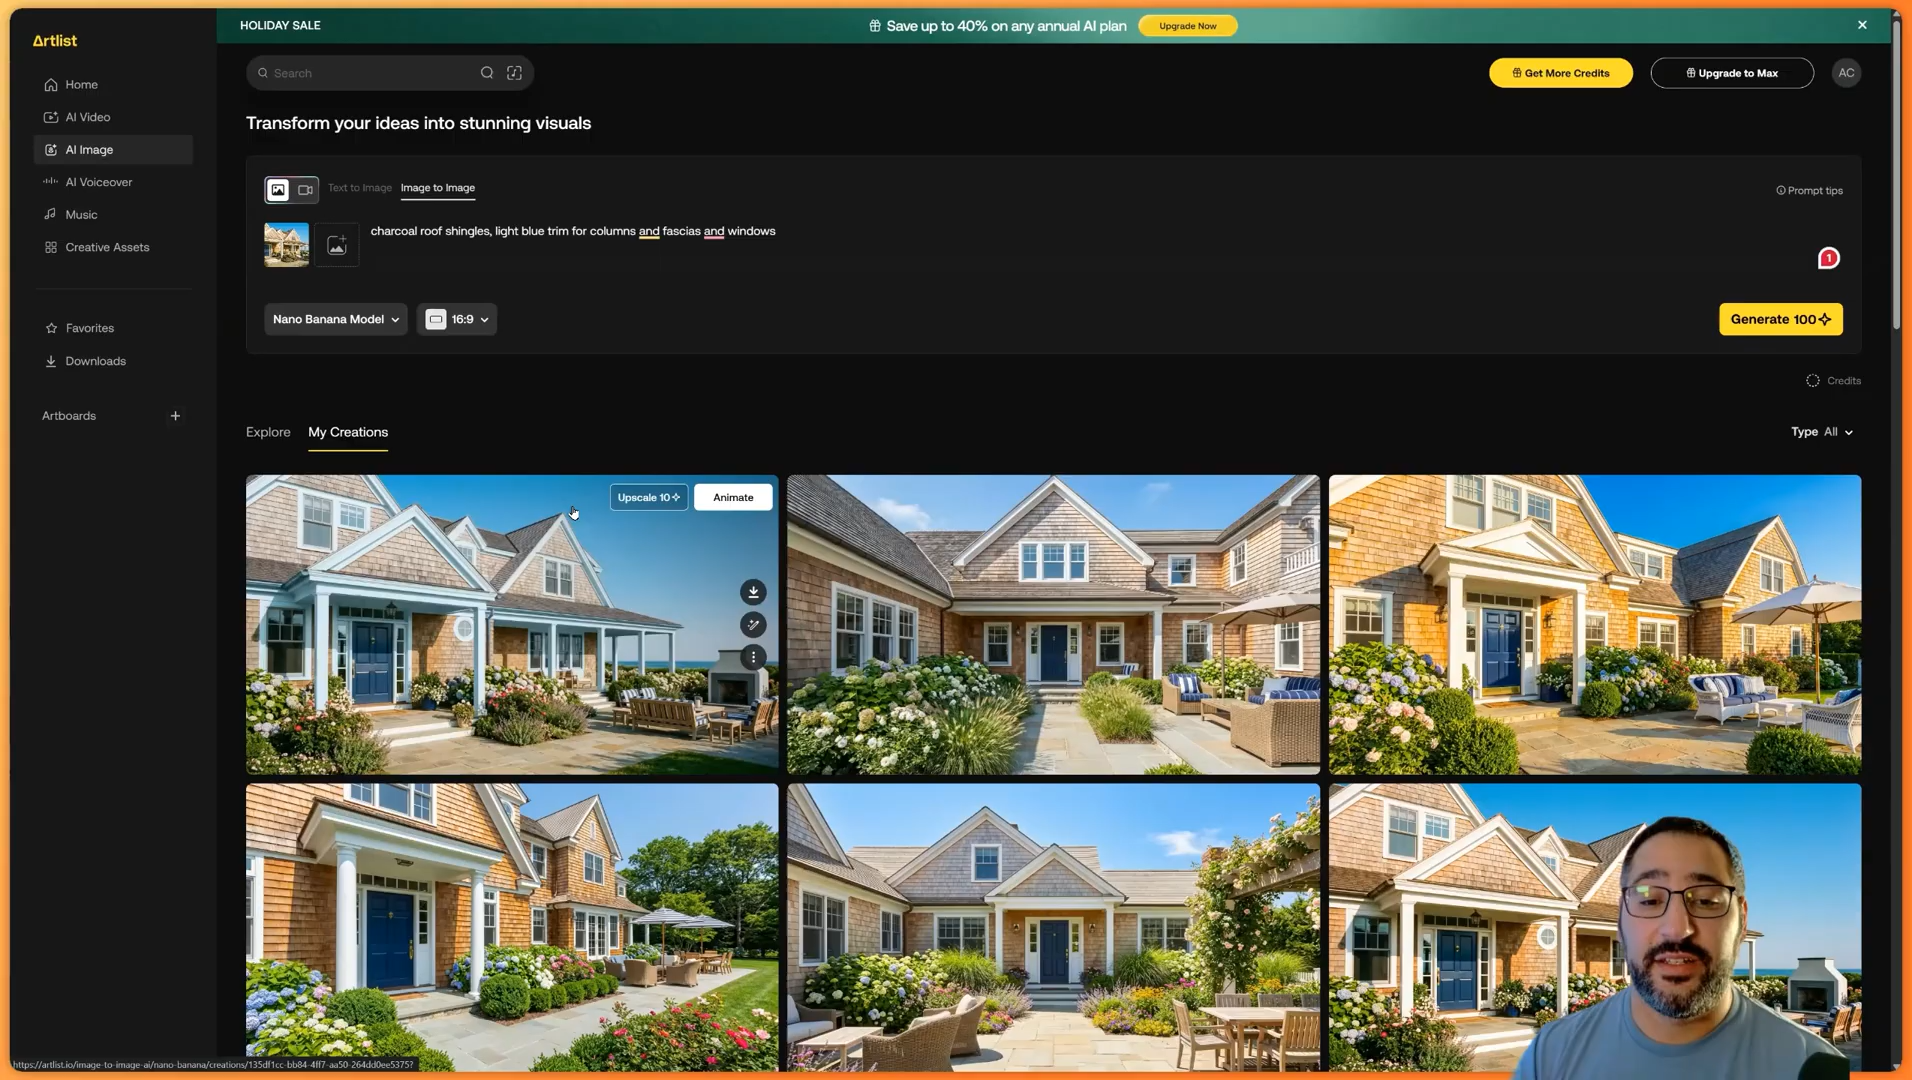 HOLIDAY SALE
Save up to 40% on any annual AI plan
Upgrade Now
Artlist
Search
Get More Credits
Upgrade to Max
AC
Home
AI Video
AI Image
AI Voiceover
Music
Creative Assets
Favorites
Downloads
Artboards
Transform your ideas into stunning visuals
Text to Image
Image to Image
Prompt tips
charcoal roof shingles, light blue trim for columns and fascias and windows
1
Nano Banana Model
16:9
Generate 100
Credits
Explore
My Creations
Type All
Upscale 10
Animate
https://artlist.io/image-to-image-ai/nano-banana/creations/135df1cc-bb84-4ff7-aa50-264dd0ee5375?